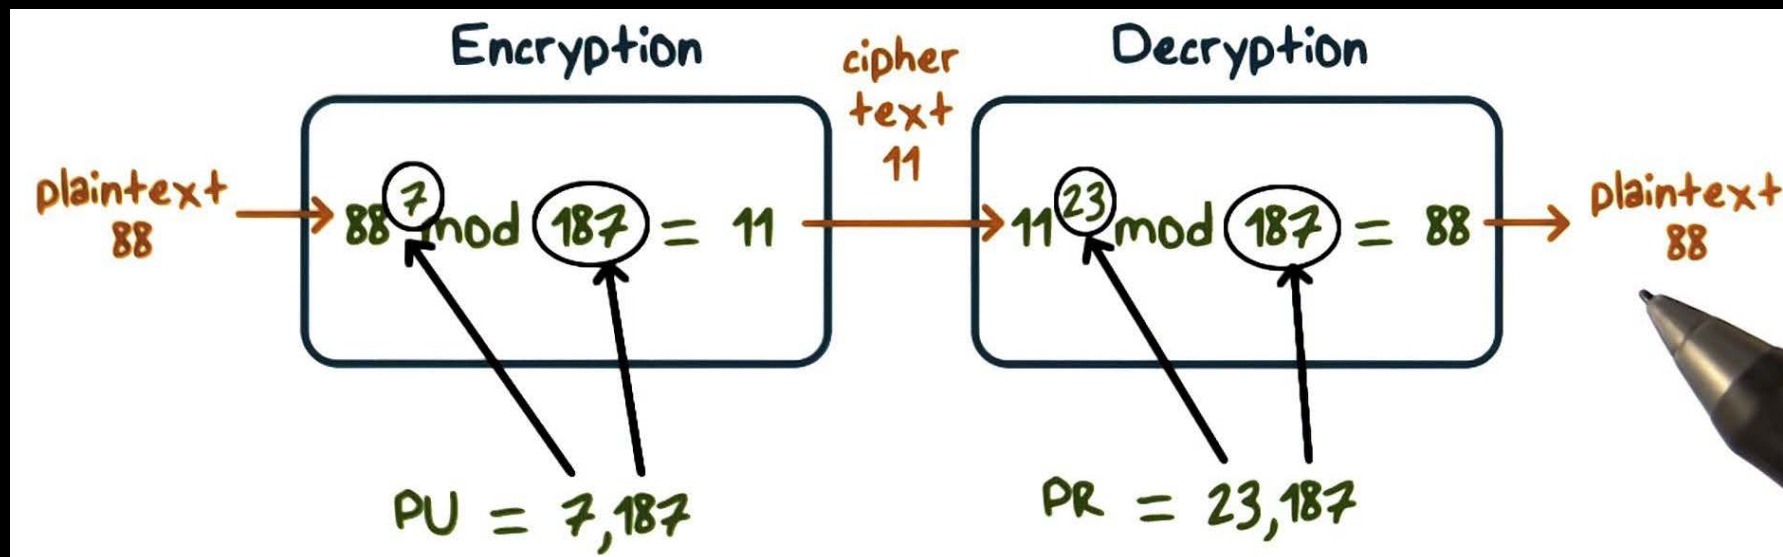 Encryption
Decryption
cipher
text
11
plaintext
88
88^7 mod 187 = 11
11^23 mod 187 = 88
plaintext
88
PU = 7,187
PR = 23,187